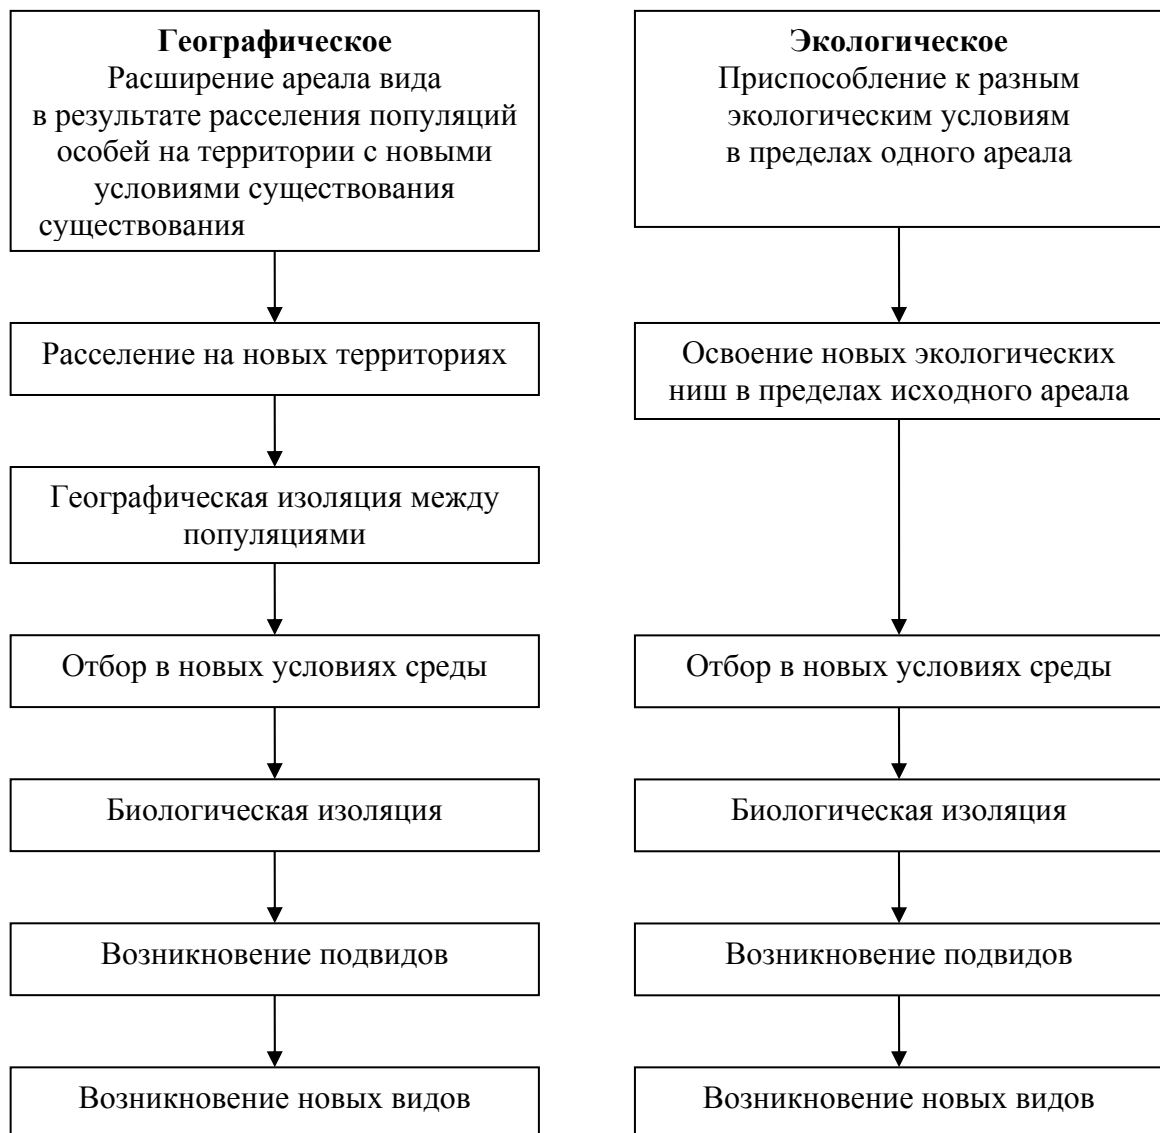 Географическое
Расширение ареала вида
в результате расселения популяций
особей на территории с новыми
условиями существования
существования
Расселение на новых территориях
Географическая изоляция между
популяциями
Отбор в новых условиях среды
Биологическая изоляция
Возникновение подвидов
Возникновение новых видов
Экологическое
Приспособление к разным
экологическим условиям
в пределах одного ареала
Освоение новых экологических
ниш в пределах исходного ареала
Отбор в новых условиях среды
Биологическая изоляция
Возникновение подвидов
Возникновение новых видов